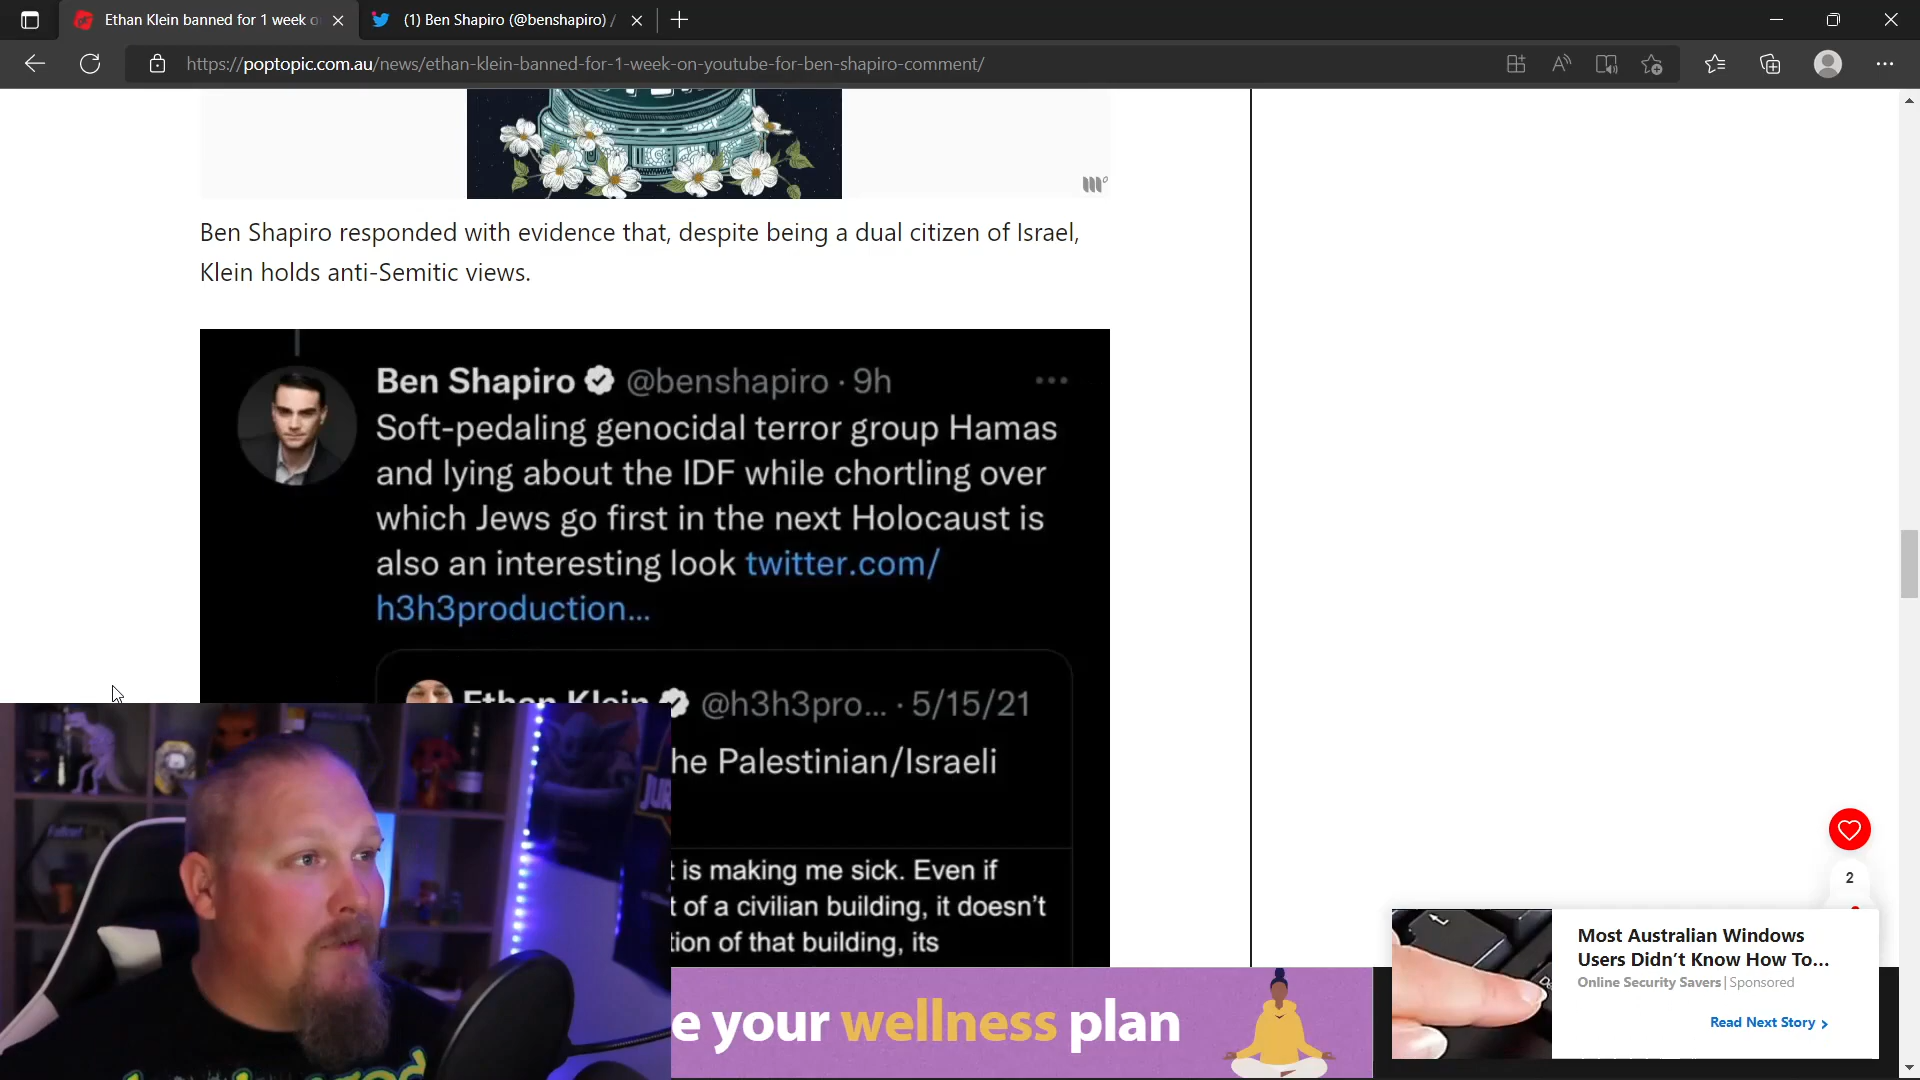 Ethan Klein banned for 1 week o
(1) Ben Shapiro (@benshapiro) /
https://poptopic.com.au/news/ethan-klein-banned-for-1-week-on-youtube-for-ben-shapiro-comment/
Ben Shapiro responded with evidence that, despite being a dual citizen of Israel,
Klein holds anti-Semitic views.
Ben Shapiro @benshapiro · 9h
Soft-pedaling genocidal terror group Hamas
and lying about the IDF while chortling over
which Jews go first in the next Holocaust is
also an interesting look twitter.com/
h3h3production...
Ethan Klein @h3h3pro... · 5/15/21
he Palestinian/Israeli
t is making me sick. Even if
t of a civilian building, it doesn't
tion of that building, its
2
e your wellness plan
Most Australian Windows
Users Didn't Know How To...
Online Security Savers | Sponsored
Read Next Story >